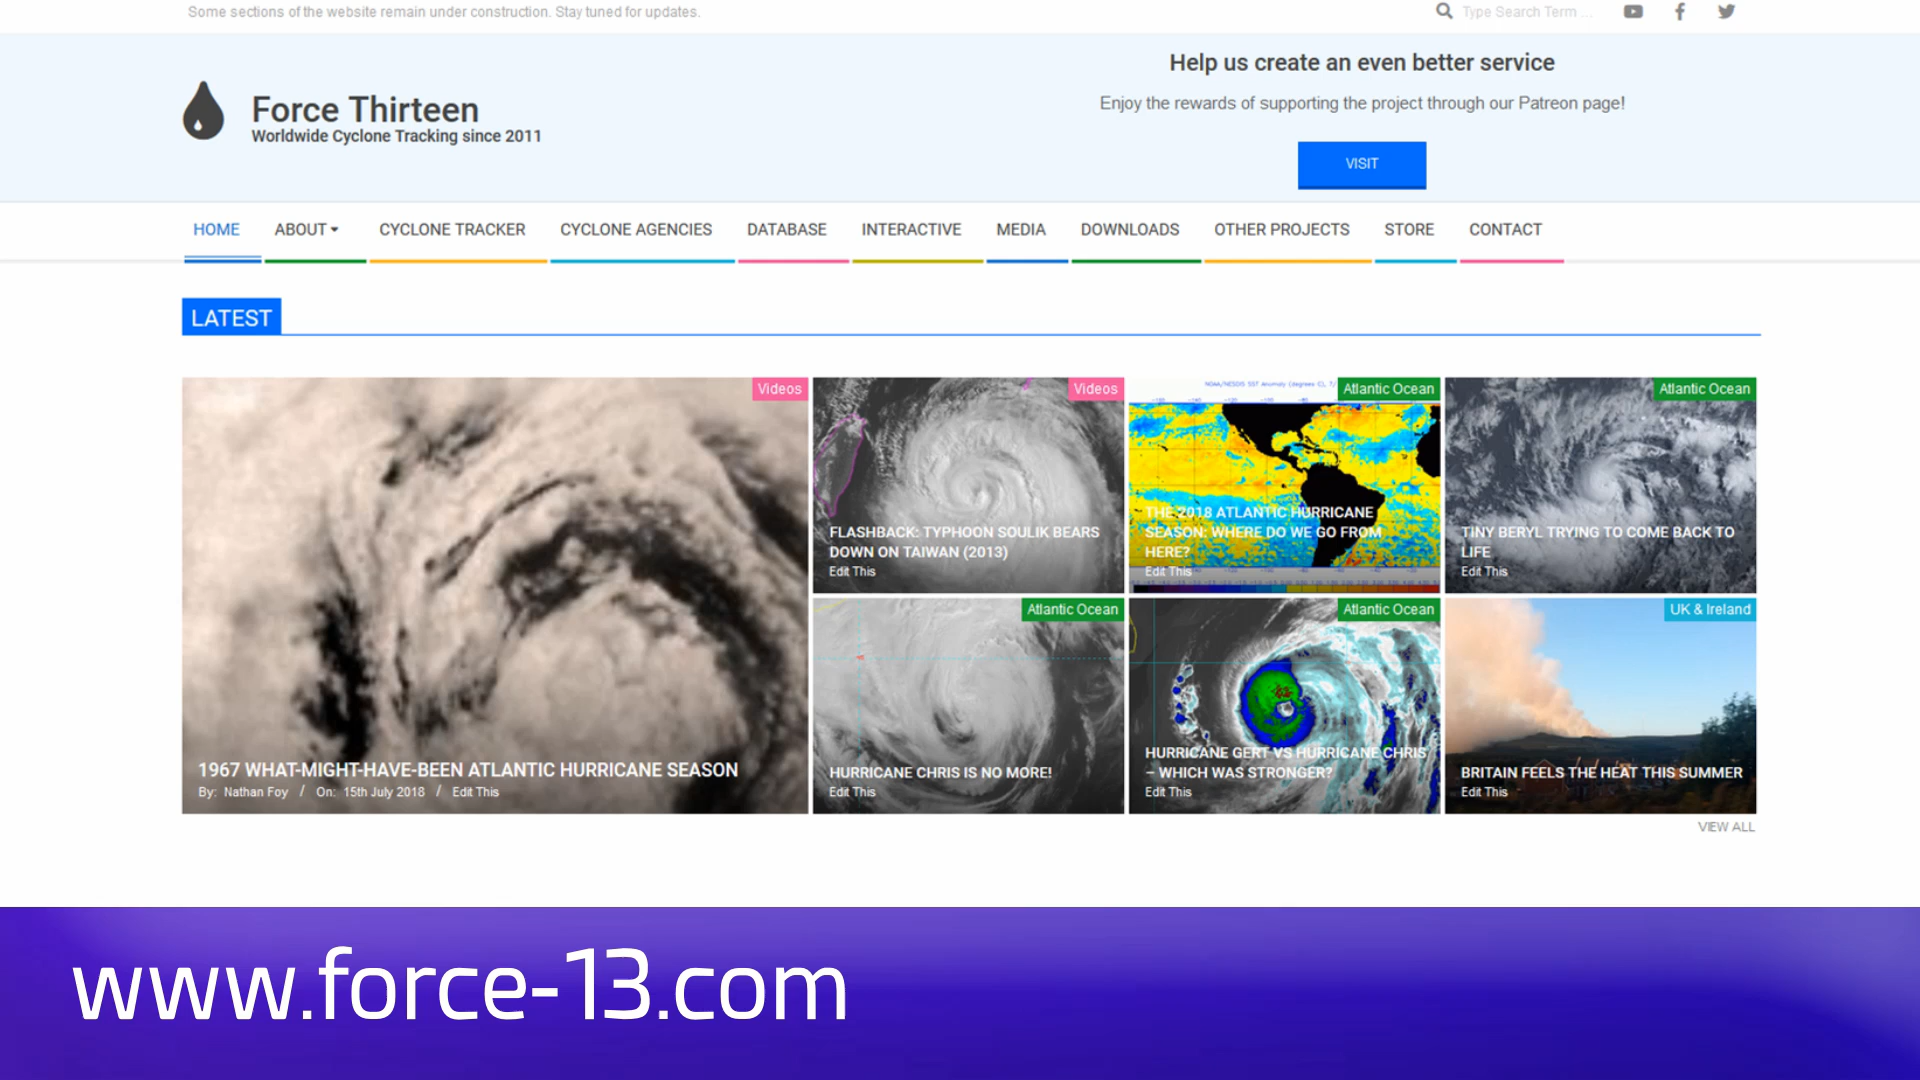 Some sections of the website remain under construction. Stay tuned for updates.
Type Search Term ...
Force Thirteen
Worldwide Cyclone Tracking since 2011
Help us create an even better service
Enjoy the rewards of supporting the project through our Patreon page!
VISIT
HOME ABOUT CYCLONE TRACKER CYCLONE AGENCIES DATABASE INTERACTIVE MEDIA DOWNLOADS OTHER PROJECTS STORE CONTACT
LATEST
Videos
1967 WHAT-MIGHT-HAVE-BEEN ATLANTIC HURRICANE SEASON
By: Nathan Foy / On: 15th July 2018 / Edit This
Videos
FLASHBACK: TYPHOON SOULIK BEARS
DOWN ON TAIWAN (2013)
Edit This
NOAA/NESDIS SST Anomaly (degrees C), 7/
Atlantic Ocean
THE 2018 ATLANTIC HURRICANE
SEASON: WHERE DO WE GO FROM
HERE?
Edit This
Atlantic Ocean
TINY BERYL TRYING TO COME BACK TO
LIFE
Edit This
Atlantic Ocean
HURRICANE CHRIS IS NO MORE!
Edit This
Atlantic Ocean
HURRICANE GERT VS HURRICANE CHRIS
– WHICH WAS STRONGER?
Edit This
UK & Ireland
BRITAIN FEELS THE HEAT THIS SUMMER
Edit This
VIEW ALL
www.force-13.com